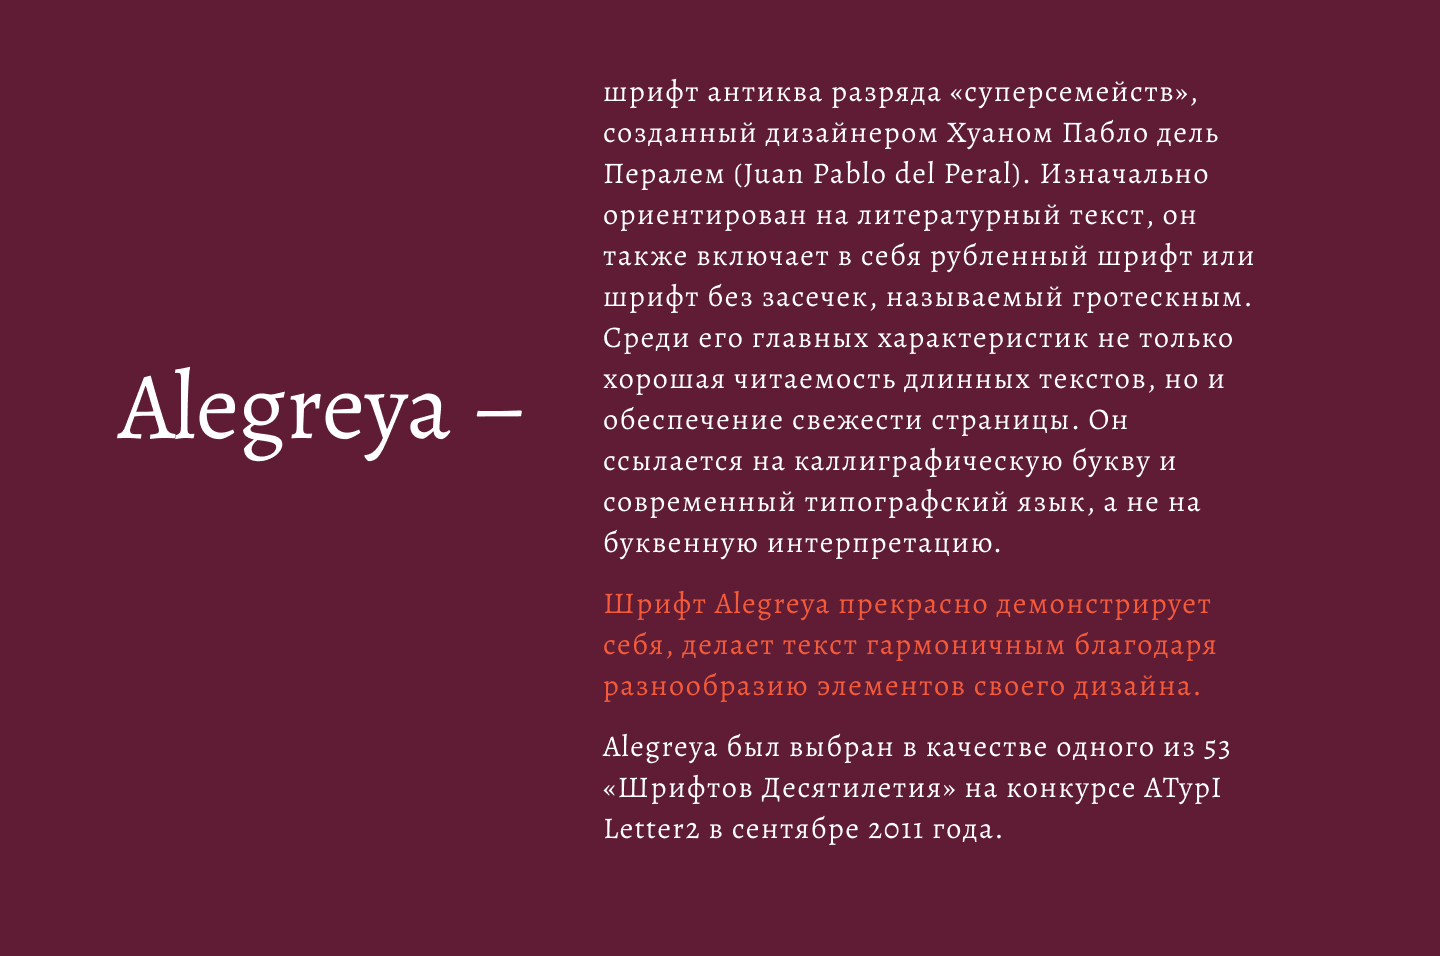 Alegreya –
шрифт антиква разряда «суперсемейств»,
созданный дизайнером Хуаном Пабло дель
Пералем (Juan Pablo del Peral). Изначально
ориентирован на литературный текст, он
также включает в себя рубленный шрифт или
шрифт без засечек, называемый гротескным.
Среди его главных характеристик не только
хорошая читаемость длинных текстов, но и
обеспечение свежести страницы. Он
ссылается на каллиграфическую букву и
современный типографский язык, а не на
буквенную интерпретацию.
Шрифт Alegreya прекрасно демонстрирует
себя, делает текст гармоничным благодаря
разнообразию элементов своего дизайна.
Alegreya был выбран в качестве одного из 53
«Шрифтов Десятилетия» на конкурсе ATypI
Letter2 в сентябре 2011 года.